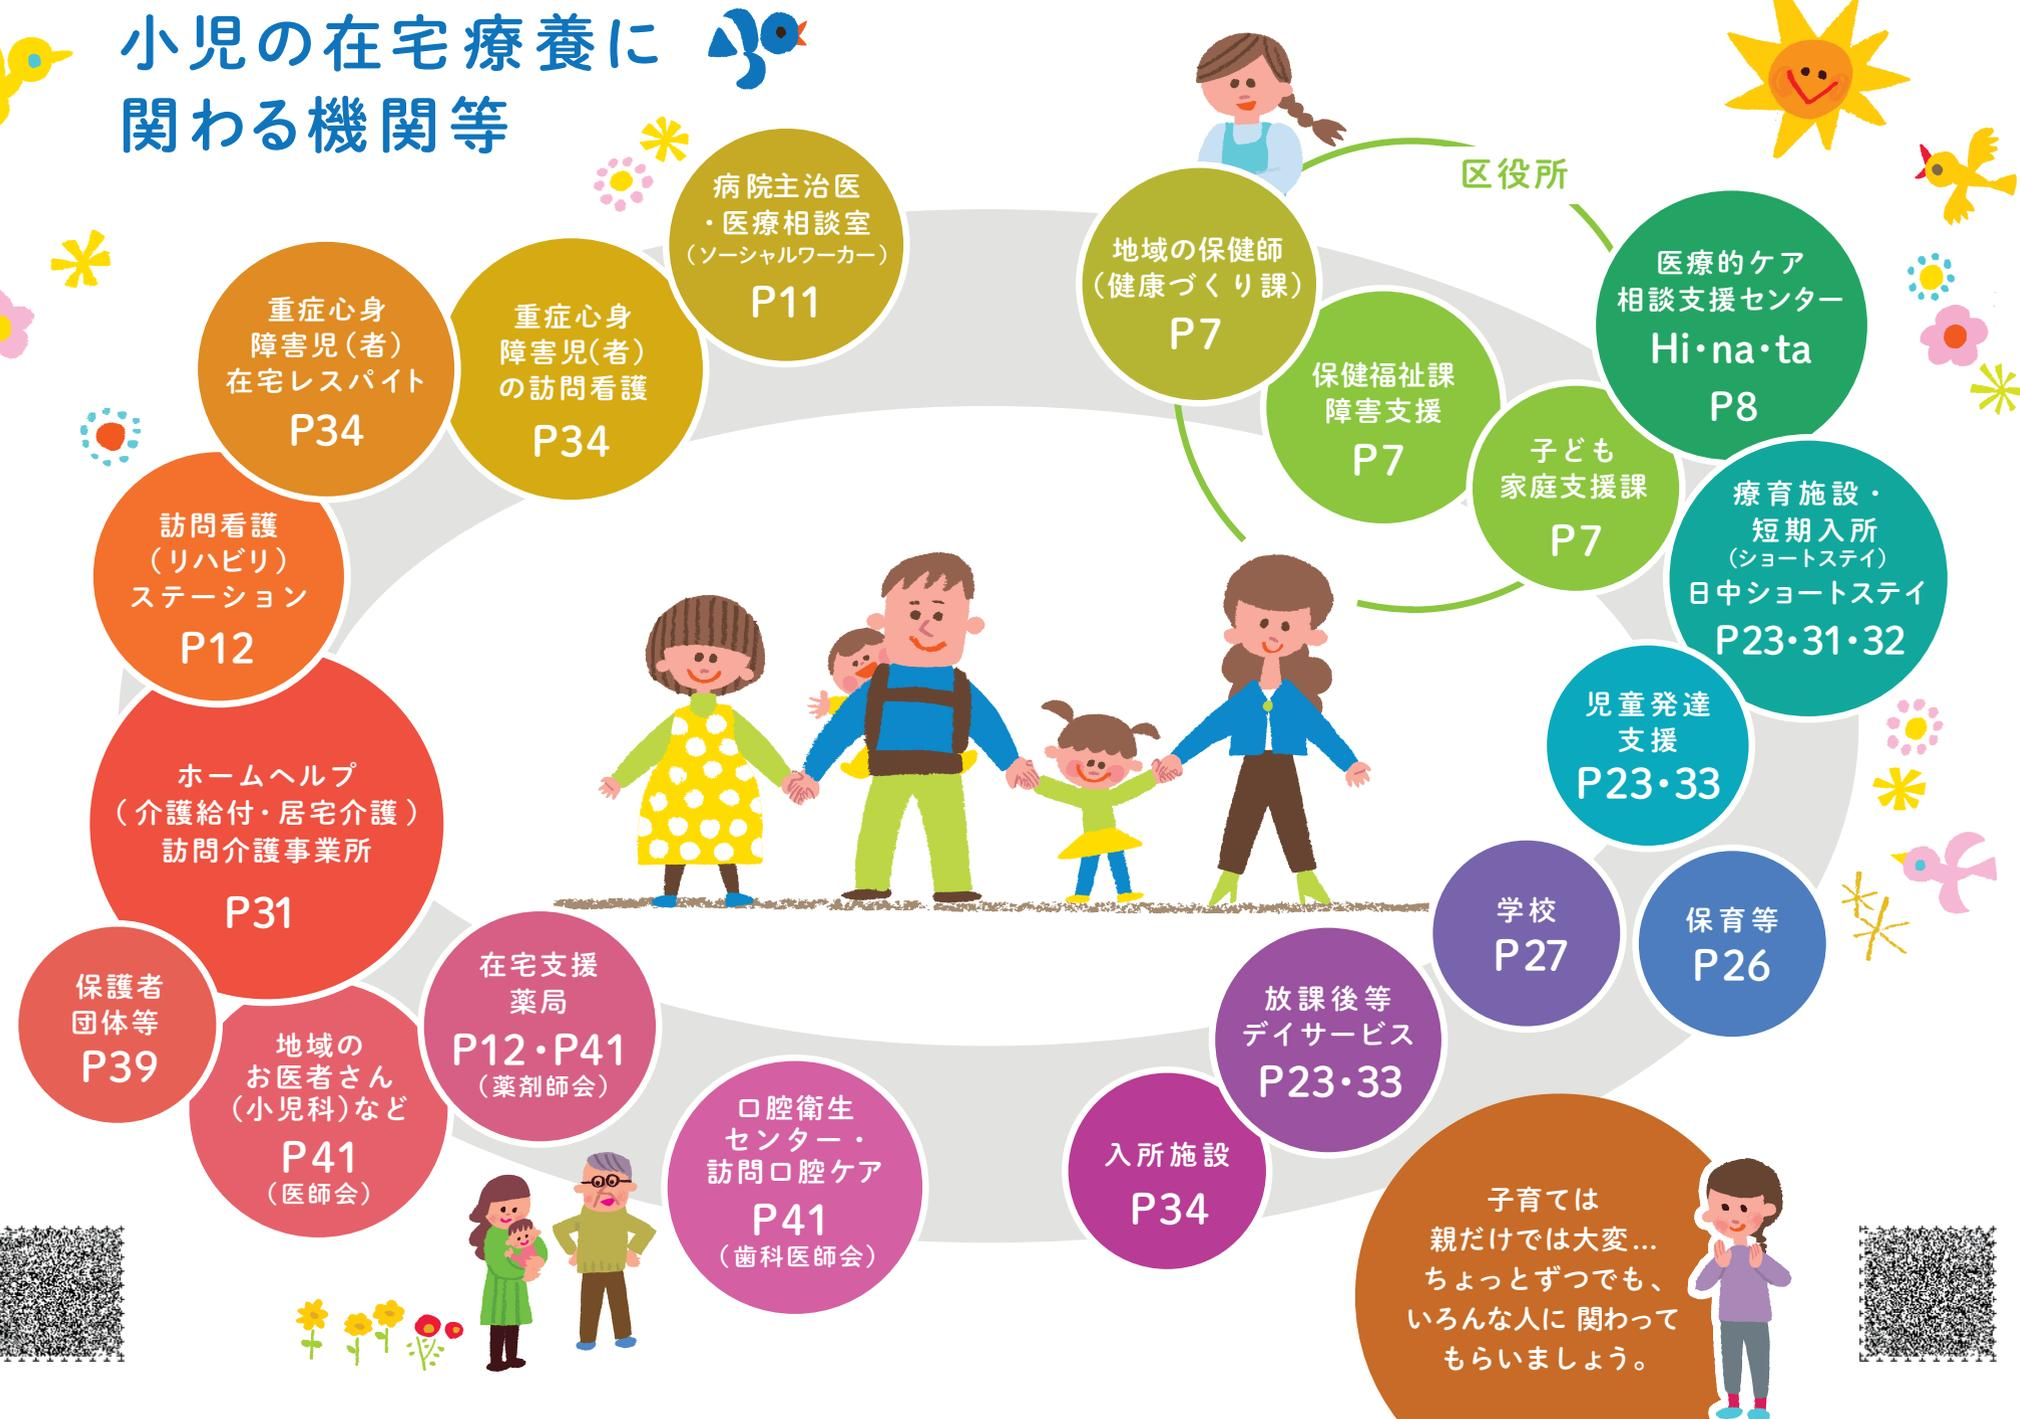 小児の在宅療養に
関わる機関等
病院主治医
・医療相談室
（ソーシャルワーカー）
P11
地域の保健師
（健康づくり課）
P7
区役所
保健福祉課
障害支援
P7
子ども
家庭支援課
P7
医療的ケア
相談支援センター
Hi・na・ta
P8
療育施設・
短期入所
（ショートステイ）
日中ショートステイ
P23・31・32
児童発達
支援
P23・33
保育等
P26
学校
P27
放課後等
デイサービス
P23・33
入所施設
P34
口腔衛生
センター・
訪問口腔ケア
P41
（歯科医師会）
在宅支援
薬局
P12・P41
（薬剤師会）
地域の
お医者さん
（小児科）など
P41
（医師会）
保護者
団体等
P39
ホームヘルプ
（介護給付・居宅介護）
訪問介護事業所
P31
訪問看護
（リハビリ）
ステーション
P12
重症心身
障害児（者）
在宅レスパイト
P34
重症心身
障害児（者）
の訪問看護
P34
子育ては
親だけでは大変…
ちょっとずつでも、
いろんな人に 関わって
もらいましょう。